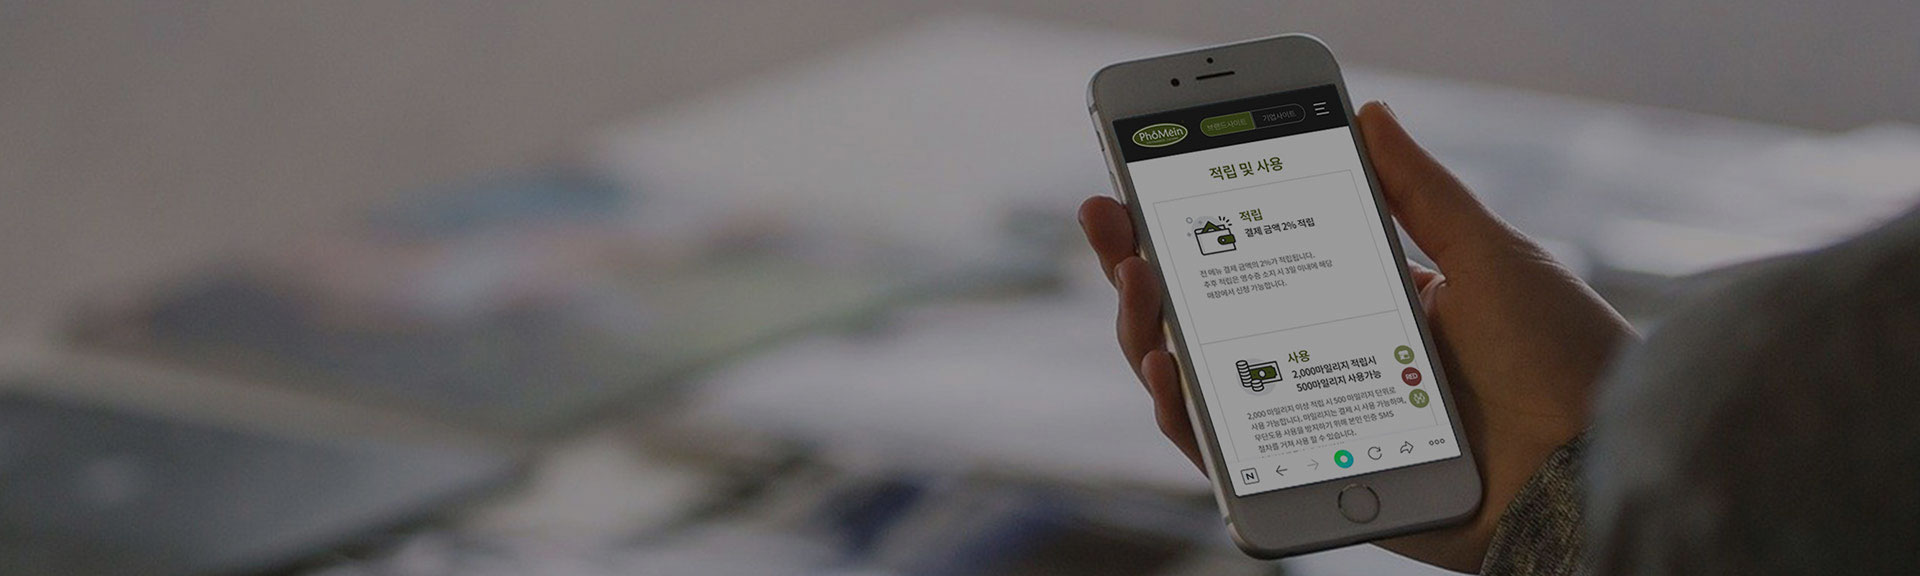 PhoMein
브랜드사이트
기업사이트
적립 및 사용
적립
결제 금액 2% 적립
전 메뉴 결제 금액의 2%가 적립됩니다.
추후 적립은 영수증 소지 시 3일 이내에 해당
매장에서 신청 가능합니다.
사용
2,000마일리지 적립시
500마일리지 사용가능
2,000 마일리지 이상 적립 시 500 마일리지 단위로
사용 가능합니다. 마일리지는 결제 시 사용 가능하며,
무단도용 사용을 방지하기 위해 본인 인증 SMS
절차를 거쳐 사용 할 수 있습니다.
RED
N